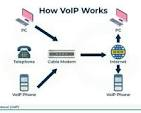 How VoIP Works
PC
PC
Telephone
Cable Modem
Internet
VoIP Phone
VoIP Phone